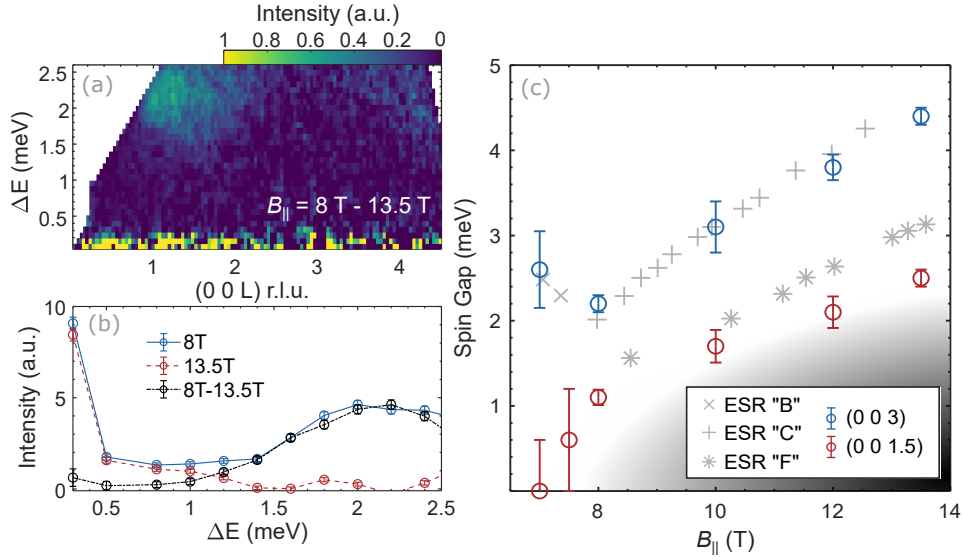 Intensity (a.u.)
1 0.8 0.6 0.4 0.2 0
(a)
2.5
2
1.5
1
0.5
ΔE (meV)
B|| = 8 T - 13.5 T
1 2 3 4
(0 0 L) r.l.u.
(b)
10
5
0
Intensity (a.u.)
8T
13.5T
8T-13.5T
0.5 1 1.5 2 2.5
ΔE (meV)
(c)
5
4
3
2
1
0
Spin Gap (meV)
ESR "B"
ESR "C"
ESR "F"
(0 0 3)
(0 0 1.5)
8 10 12 14
B|| (T)